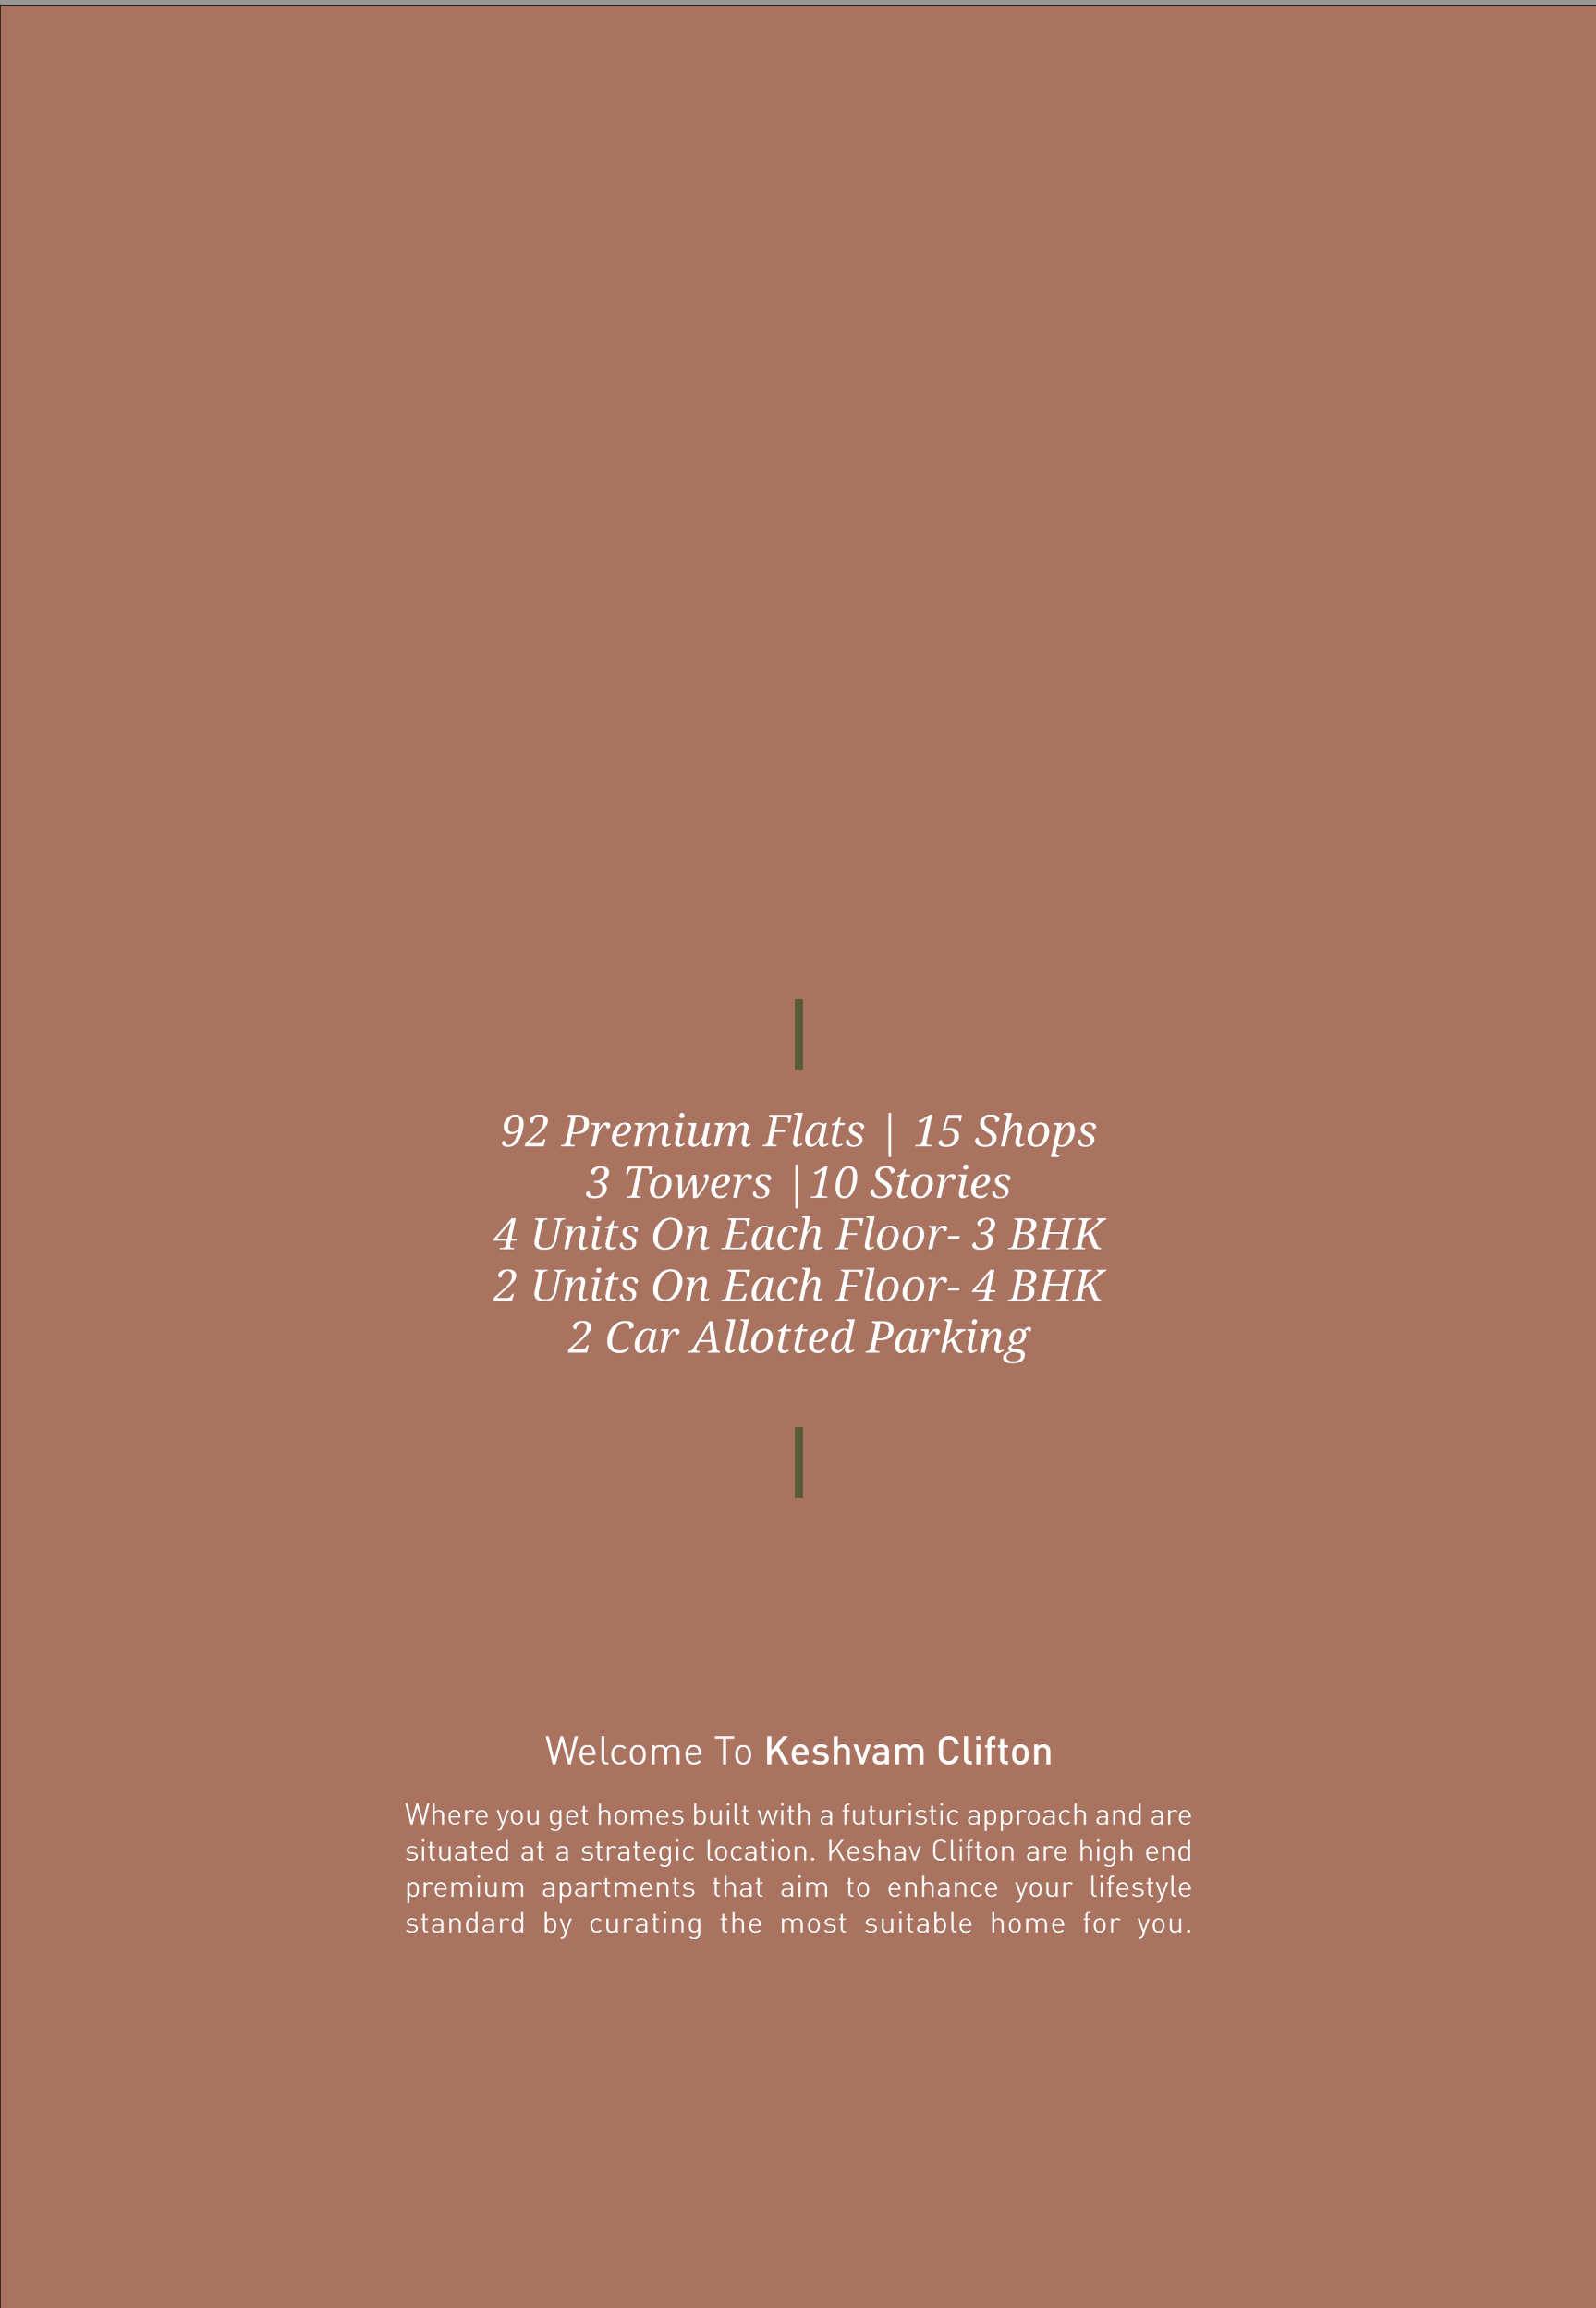 92 Premium Flats | 15 Shops
3 Towers |10 Stories
4 Units On Each Floor- 3 BHK
2 Units On Each Floor- 4 BHK
2 Car Allotted Parking
Welcome To Keshvam Clifton
Where you get homes built with a futuristic approach and are
situated at a strategic location. Keshav Clifton are high end
premium apartments that aim to enhance your lifestyle
standard by curating the most suitable home for you.